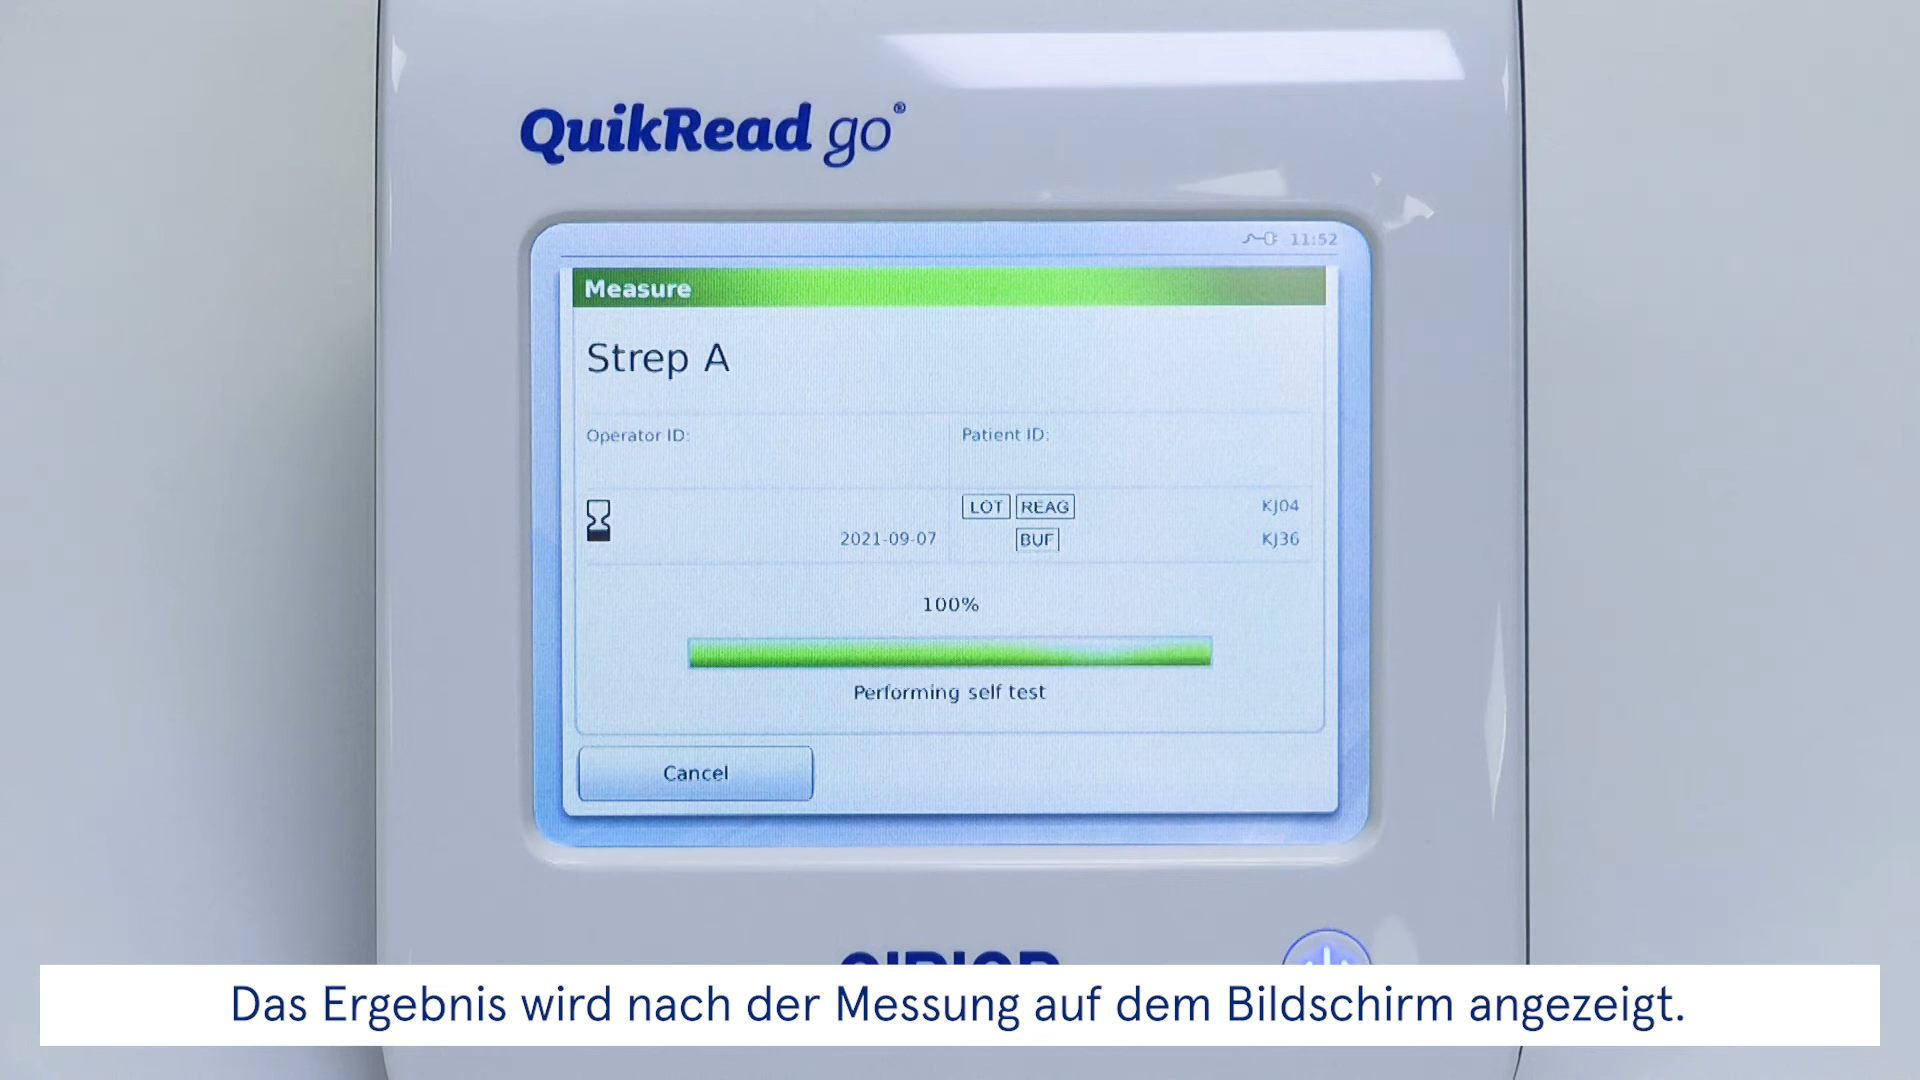 QuikRead go®
11:52
Measure
Strep A
Operator ID:
Patient ID:
LOT REAG KJ04
2021-09-07
BUF KJ36
100%
Performing self test
Cancel
Das Ergebnis wird nach der Messung auf dem Bildschirm angezeigt.